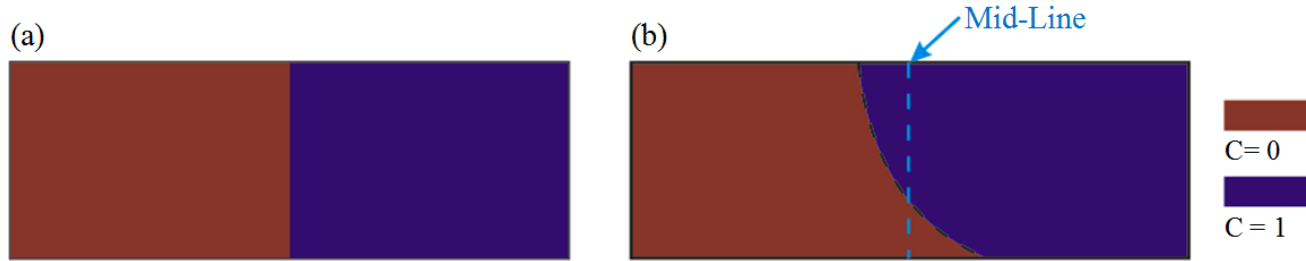 (a)
(b)
Mid-Line
C= 0
C = 1